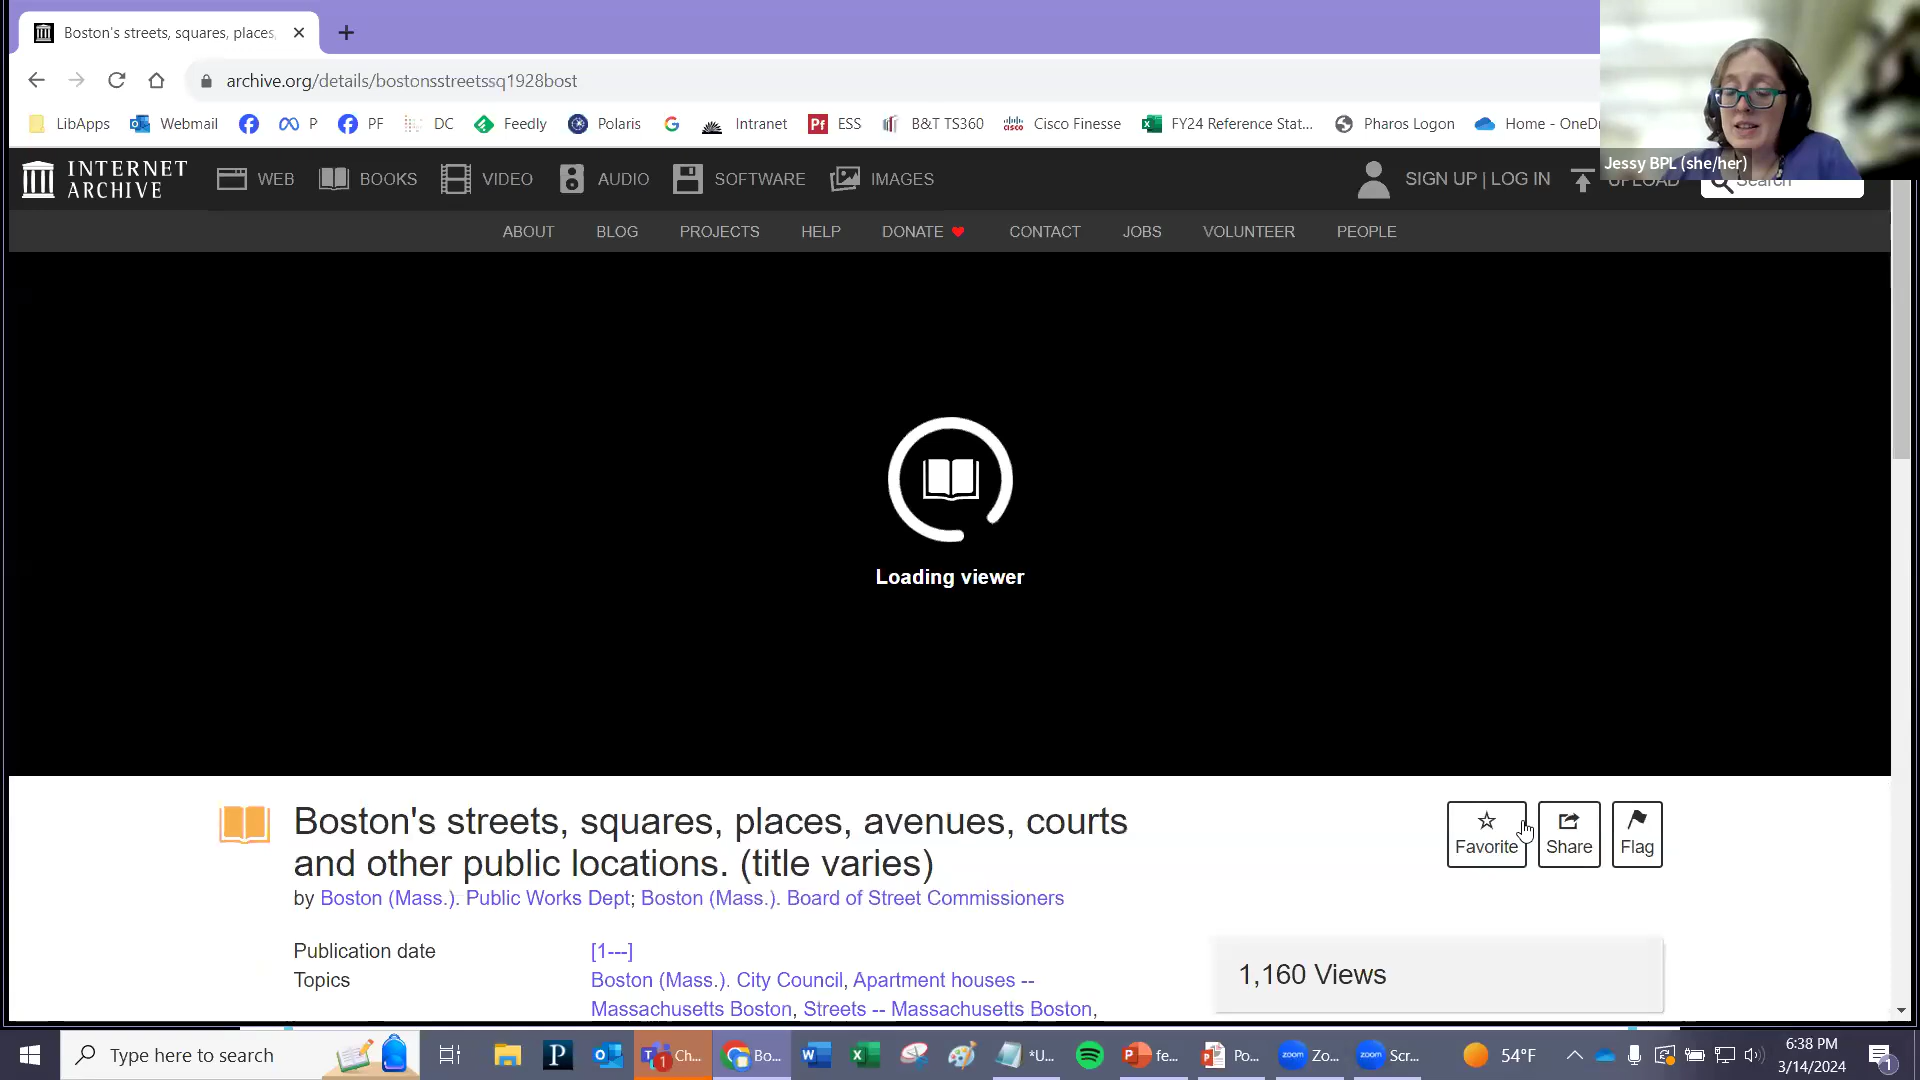 Boston's streets, squares, places,
archive.org/details/bostonsstreetssq1928bost
LibApps Webmail P PF DC Feedly Polaris Intranet ESS B&T TS360 Cisco Finesse FY24 Reference Stat... Pharos Logon Home - OneDr
Jessy BPL (she/her)
INTERNET
ARCHIVE
WEB BOOKS VIDEO AUDIO SOFTWARE IMAGES SIGN UP | LOG IN UPLOAD Search
ABOUT BLOG PROJECTS HELP DONATE CONTACT JOBS VOLUNTEER PEOPLE
Loading viewer
Boston's streets, squares, places, avenues, courts
and other public locations. (title varies)
Favorite Share Flag
by Boston (Mass.). Public Works Dept; Boston (Mass.). Board of Street Commissioners
Publication date [1---]
Topics Boston (Mass.). City Council, Apartment houses --
Massachusetts Boston, Streets -- Massachusetts Boston,
1,160 Views
Type here to search
1 Ch... Bo... *U... fe... Po... zoom Zo... zoom Scr... 54°F
6:38 PM
3/14/2024
1